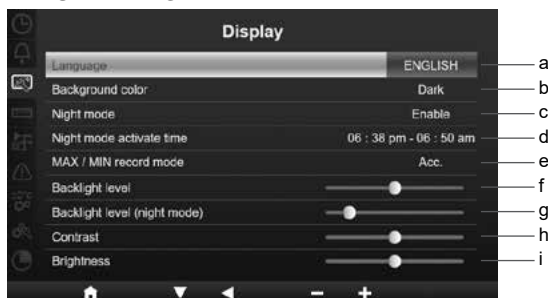 Display
Language ENGLISH a
Background color Dark b
Night mode Enable c
Night mode activate time 06 : 38 pm - 06 : 50 am d
MAX / MIN record mode Acc. e
Backlight level f
Backlight level (night mode) g
Contrast h
Brightness i